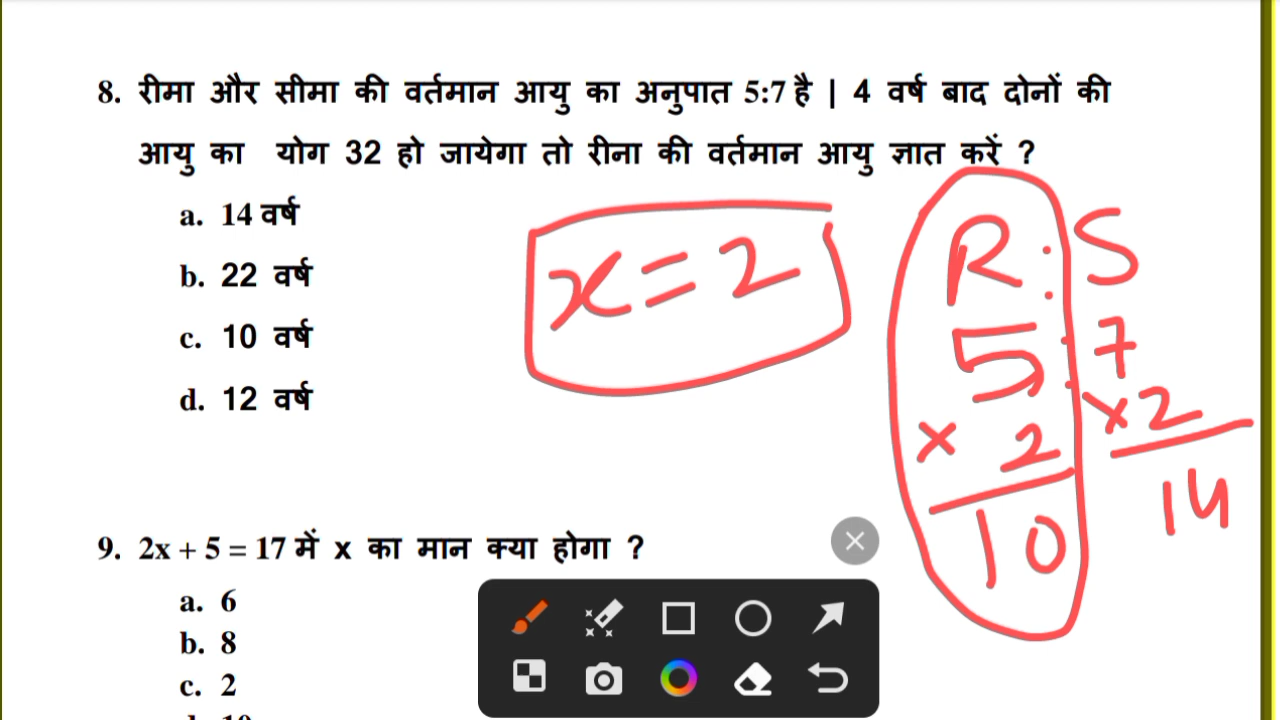 8. रीमा और सीमा की वर्तमान आयु का अनुपात 5:7 है | 4 वर्ष बाद दोनों की
आयु का योग 32 हो जायेगा तो रीना की वर्तमान आयु ज्ञात करें ?
a. 14 वर्ष
b. 22 वर्ष
c. 10 वर्ष
d. 12 वर्ष
x = 2
R : S
5 : 7
× 2 × 2
10 14
9. 2x + 5 = 17 में x का मान क्या होगा ?
a. 6
b. 8
c. 2